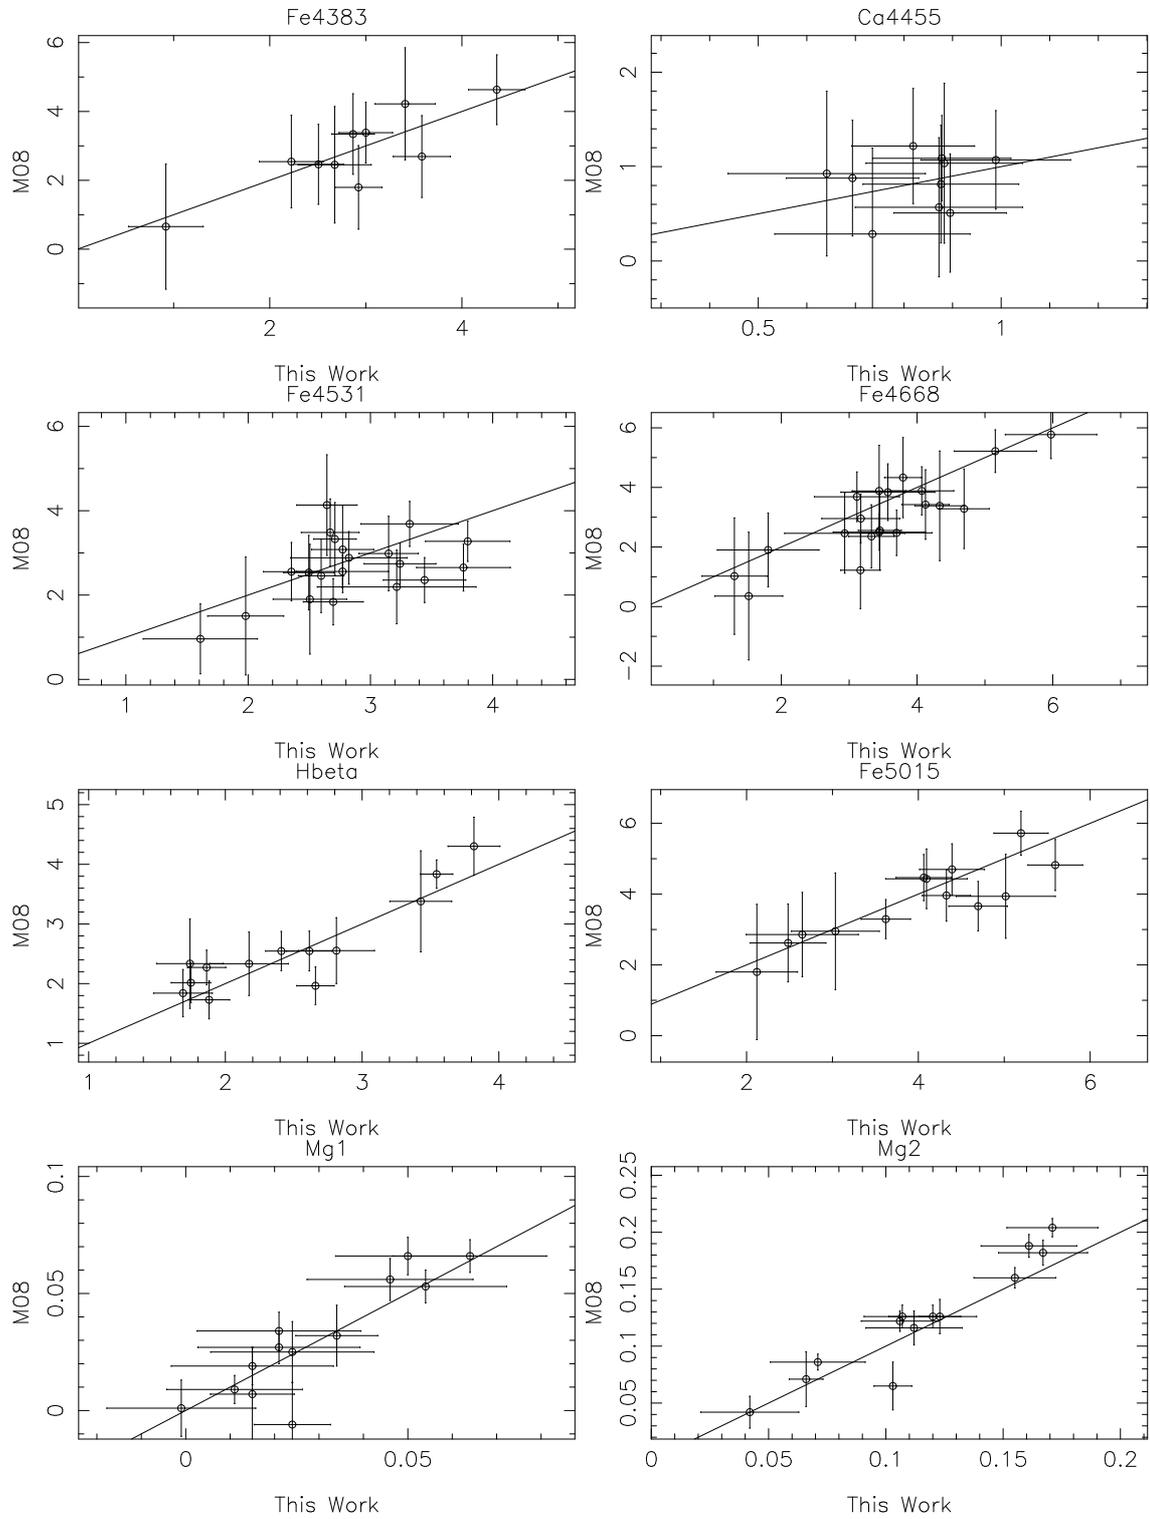 Fe4383
Ca4455
M08
0 2 4 6
2 4
This Work
M08
0 1 2
0.5 1
This Work
Fe4531
Fe4668
M08
0 2 4 6
1 2 3 4
This Work
M08
−2 0 2 4 6
2 4 6
This Work
Hbeta
Fe5015
M08
1 2 3 4 5
1 2 3 4
This Work
M08
0 2 4 6
2 4 6
This Work
Mg1
Mg2
M08
0 0.05 0.1
0 0.05
This Work
M08
0.05 0.1 0.15 0.2 0.25
0 0.05 0.1 0.15 0.2
This Work